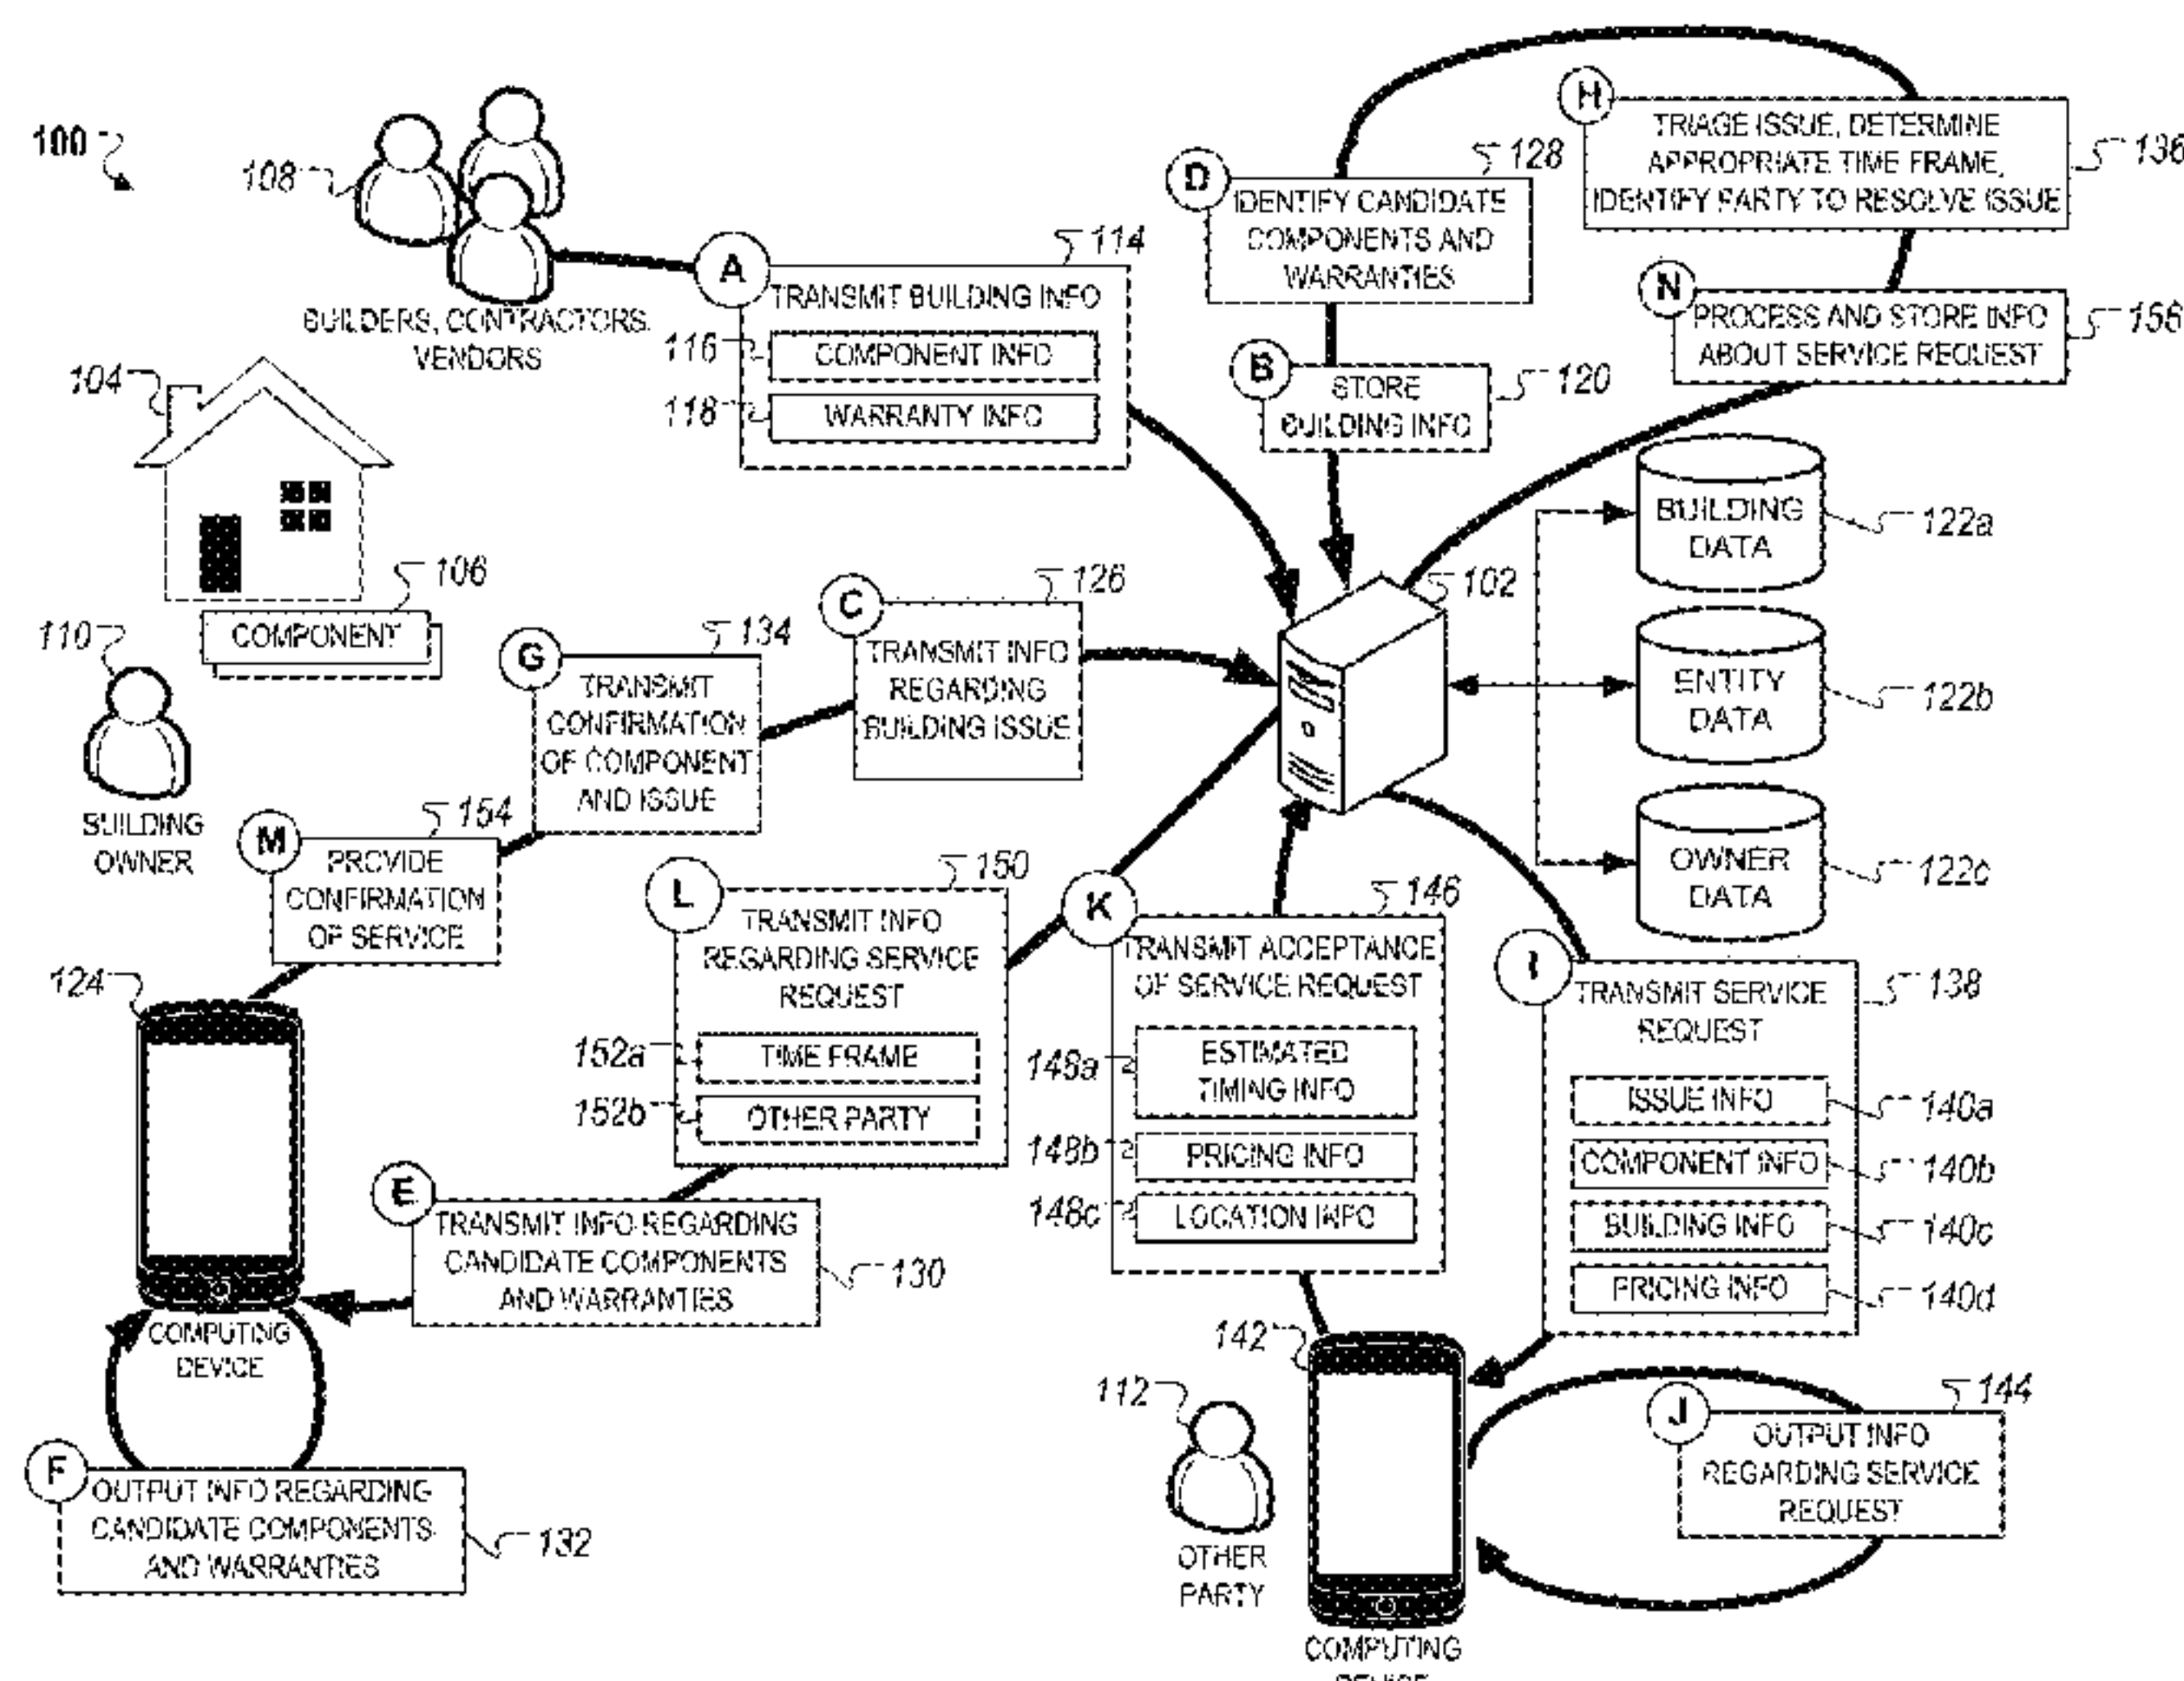 100
108
BUILDERS, CONTRACTORS,
VENDORS
A
114
TRANSMIT BUILDING INFO
116
COMPONENT INFO
118
WARRANTY INFO
D
128
IDENTIFY CANDIDATE
COMPONENTS AND
WARRANTIES
H
TRIAGE ISSUE, DETERMINE
APPROPRIATE TIME FRAME,
IDENTIFY PARTY TO RESOLVE ISSUE
136
N
PROCESS AND STORE INFO
ABOUT SERVICE REQUEST
156
B
STORE
BUILDING INFO
120
104
106
COMPONENT
110
BUILDING
OWNER
C
126
TRANSMIT INFO
REGARDING
BUILDING ISSUE
G
134
TRANSMIT
CONFIRMATION
OF COMPONENT
AND ISSUE
M
154
PROVIDE
CONFIRMATION
OF SERVICE
102
BUILDING
DATA
122a
ENTITY
DATA
122b
OWNER
DATA
122c
L
150
TRANSMIT INFO
REGARDING SERVICE
REQUEST
152a
TIME FRAME
152b
OTHER PARTY
K
146
TRANSMIT ACCEPTANCE
OF SERVICE REQUEST
148a
ESTIMATED
TIMING INFO
148b
PRICING INFO
148c
LOCATION INFO
I
138
TRANSMIT SERVICE
REQUEST
ISSUE INFO
140a
COMPONENT INFO
140b
BUILDING INFO
140c
PRICING INFO
140d
124
COMPUTING
DEVICE
E
TRANSMIT INFO REGARDING
CANDIDATE COMPONENTS
AND WARRANTIES
130
F
OUTPUT INFO REGARDING
CANDIDATE COMPONENTS
AND WARRANTIES
132
112
OTHER
PARTY
142
COMPUTING
J
144
OUTPUT INFO
REGARDING SERVICE
REQUEST